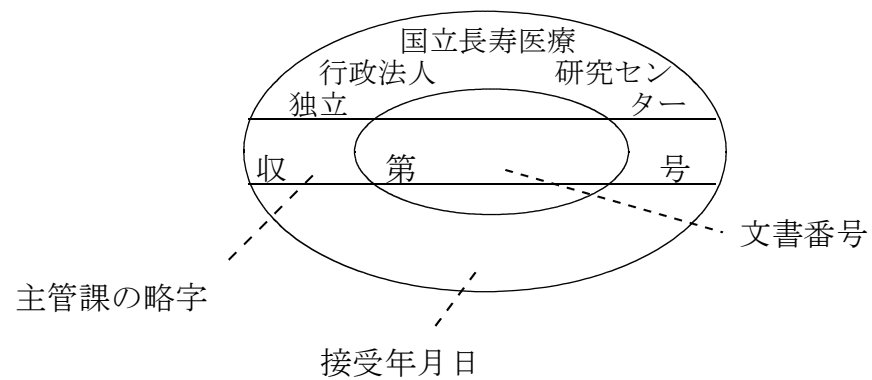 国立長寿医療
行政法人 研究セン
独立 ター
収 第 号
文書番号
主管課の略字
接受年月日